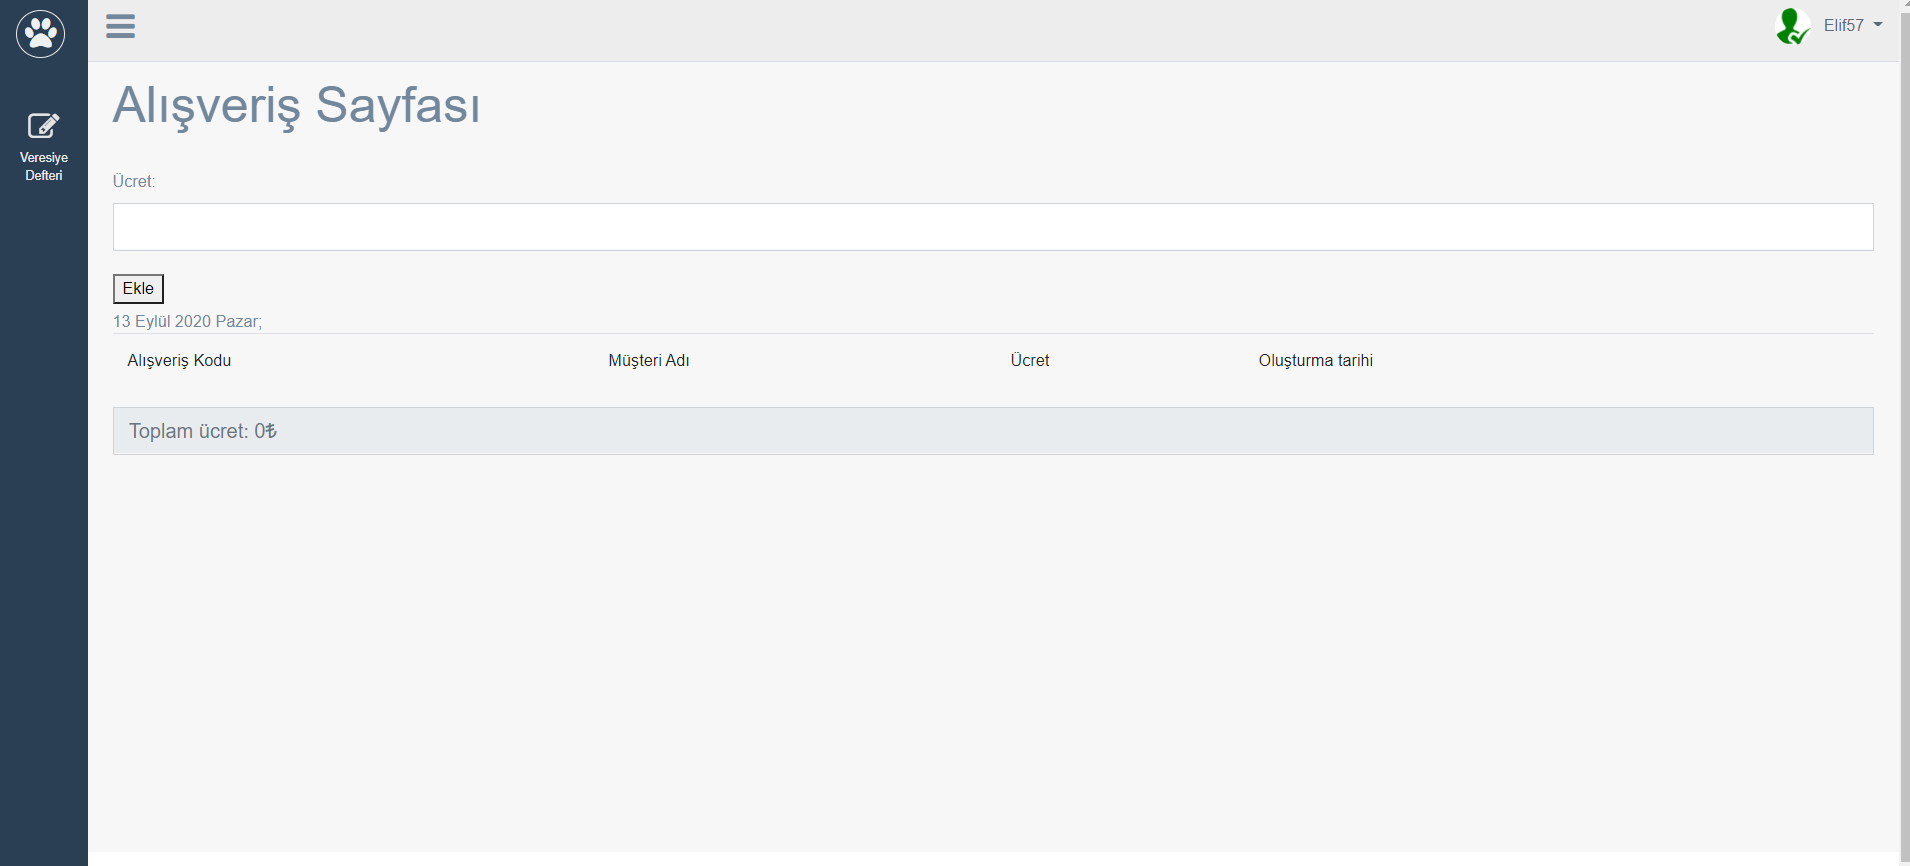 Elif57
Veresiye
Defteri
Alışveriş Sayfası
Ücret:
Ekle
13 Eylül 2020 Pazar;
Alışveriş Kodu Müşteri Adı Ücret Oluşturma tarihi
Toplam ücret: 0₺